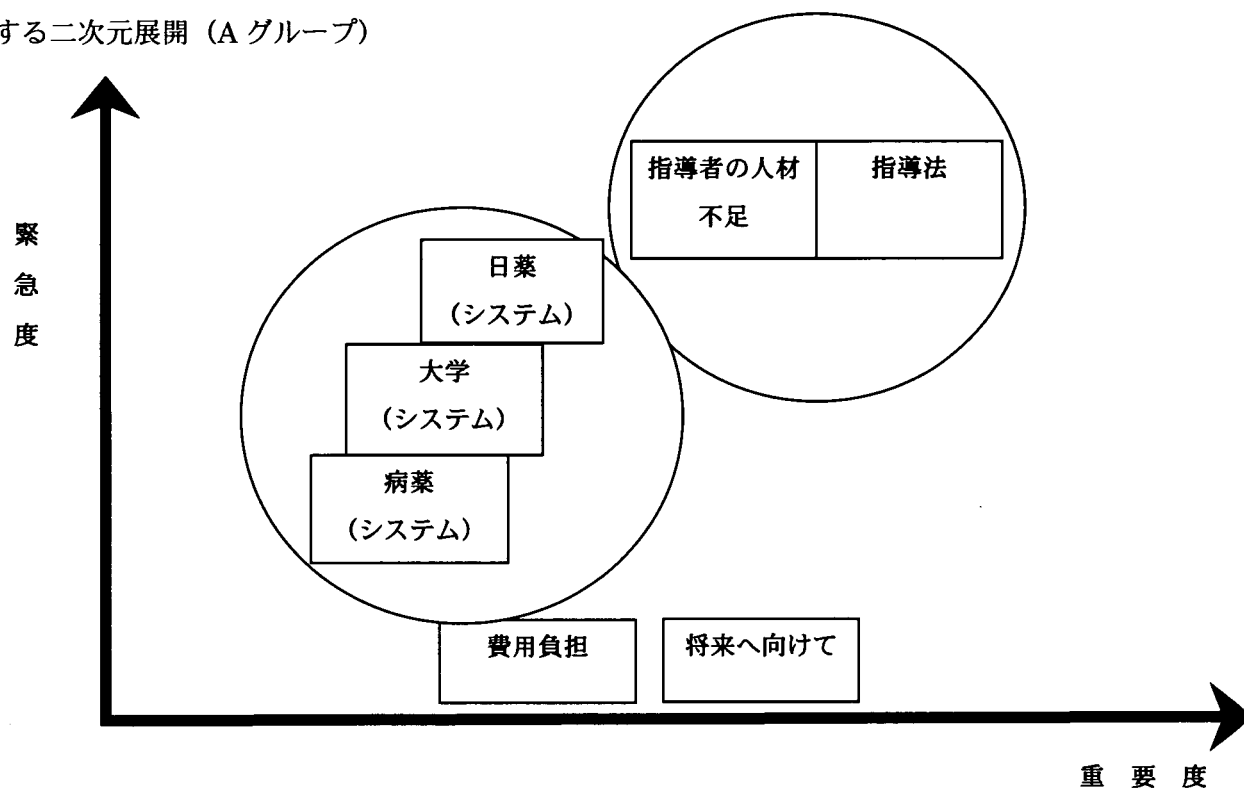 する二次元展開（A グループ）
指導者の人材
不足
指導法
緊
急
度
日薬
（システム）
大学
（システム）
病薬
（システム）
費用負担
将来へ向けて
重 要 度